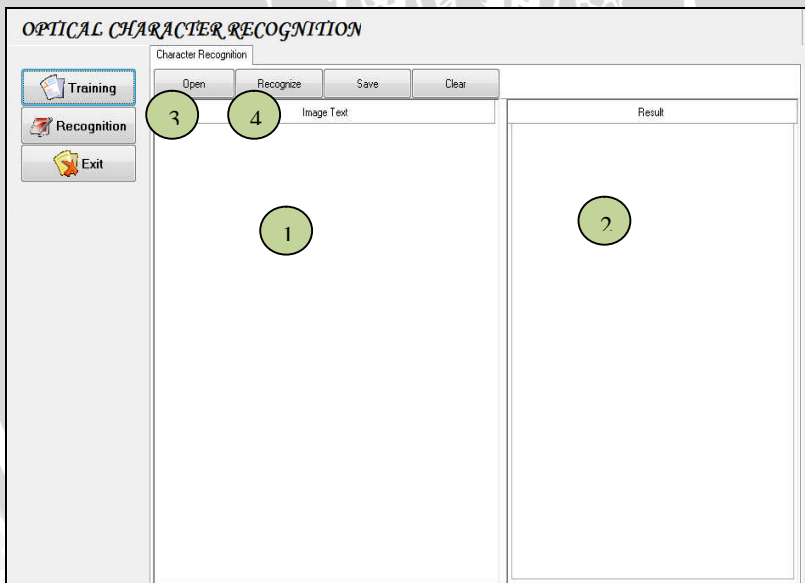 OPTICAL CHARACTER RECOGNITION
Character Recognition
Training
Open Recognize Save Clear
Recognition
3 4 Image Text Result
Exit
1 2